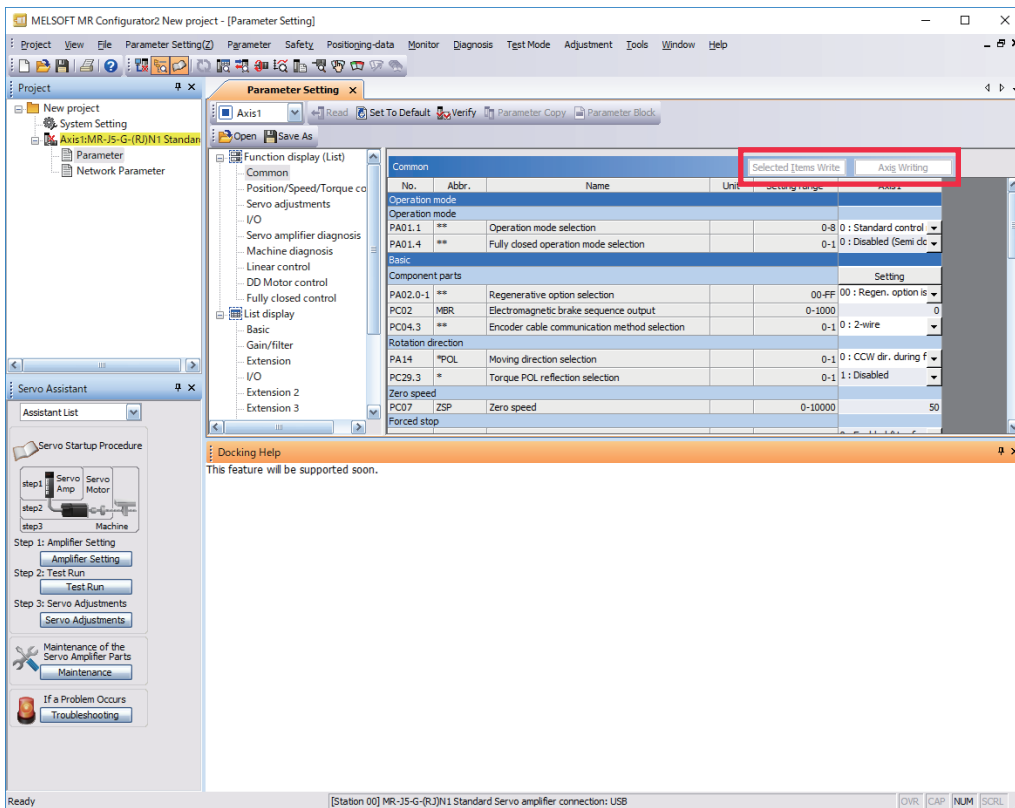 MELSOFT MR Configurator2 New project - [Parameter Setting]
Project View File Parameter Setting(Z) Parameter Safety Positioning-data Monitor Diagnosis Test Mode Adjustment Tools Window Help
Project
New project
System Setting
Axis1:MR-J5-G-(RJ)N1 Standar
Parameter
Network Parameter
Servo Assistant
Assistant List
Servo Startup Procedure
step1 Servo Amp Servo Motor
step2
step3 Machine
Step 1: Amplifier Setting
Amplifier Setting
Step 2: Test Run
Test Run
Step 3: Servo Adjustments
Servo Adjustments
Maintenance of the
Servo Amplifier Parts
Maintenance
If a Problem Occurs
Troubleshooting
Parameter Setting
Axis1 Read Set To Default Verify Parameter Copy Parameter Block
Open Save As
Function display (List)
Common
Position/Speed/Torque co
Servo adjustments
I/O
Servo amplifier diagnosis
Machine diagnosis
Linear control
DD Motor control
Fully closed control
List display
Basic
Gain/filter
Extension
I/O
Extension 2
Extension 3
Common Selected Items Write Axis Writing
No. Abbr. Name Unit Setting range Axis1
Operation mode
Operation mode
PA01.1 ** Operation mode selection 0-8 0 : Standard control
PA01.4 ** Fully closed operation mode selection 0-1 0 : Disabled (Semi clo
Basic
Component parts Setting
PA02.0-1 ** Regenerative option selection 00-FF 00 : Regen. option is
PC02 MBR Electromagnetic brake sequence output 0-1000 0
PC04.3 ** Encoder cable communication method selection 0-1 0 : 2-wire
Rotation direction
PA14 *POL Moving direction selection 0-1 0 : CCW dir. during f
PC29.3 * Torque POL reflection selection 0-1 1 : Disabled
Zero speed
PC07 ZSP Zero speed 0-10000 50
Forced stop
Docking Help
This feature will be supported soon.
Ready [Station 00] MR-J5-G-(RJ)N1 Standard Servo amplifier connection: USB OVR CAP NUM SCRL